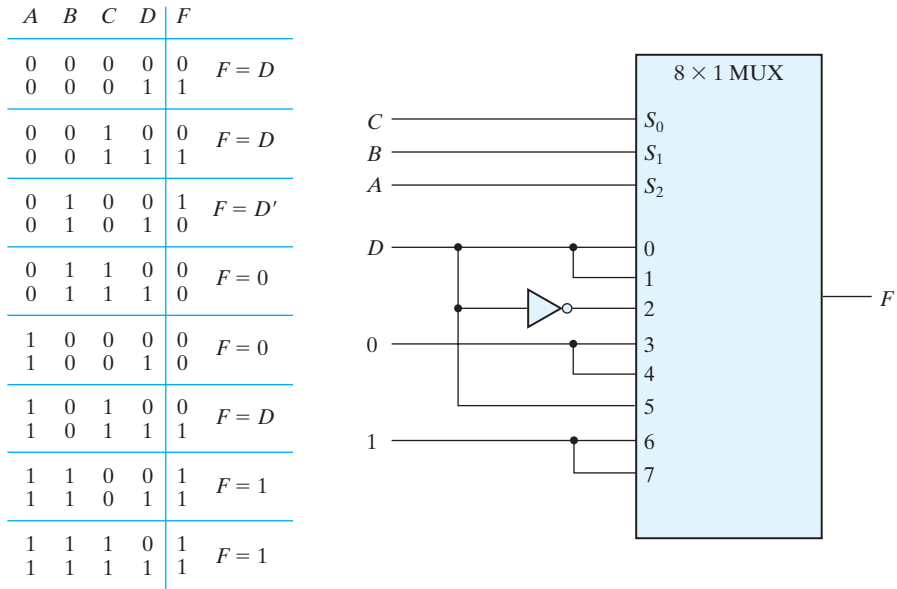 A B C D F
0 0 0 0 0
F = D
0 0 0 1 1
0 0 1 0 0
F = D
0 0 1 1 1
0 1 0 0 1
F = D′
0 1 0 1 0
0 1 1 0 0
F = 0
0 1 1 1 0
1 0 0 0 0
F = 0
1 0 0 1 0
1 0 1 0 0
F = D
1 0 1 1 1
1 1 0 0 1
F = 1
1 1 0 1 1
1 1 1 0 1
F = 1
1 1 1 1 1
8 × 1 MUX
C S0
B S1
A S2
D 0
1
2
F
0 3
4
5
1 6
7